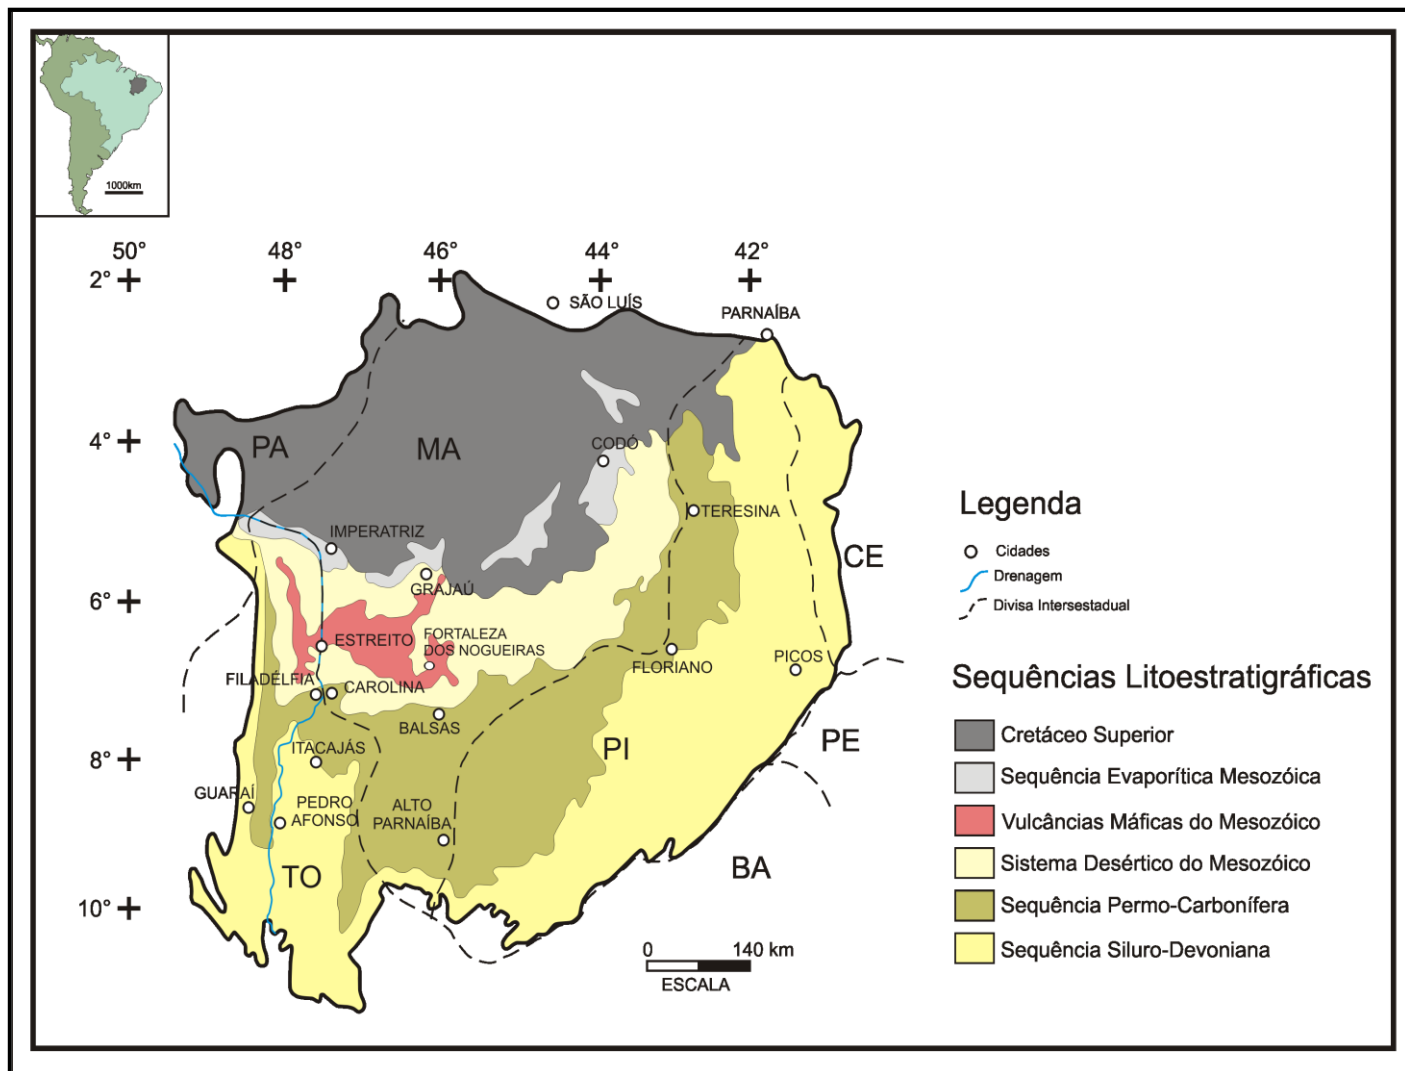 1000km
50°
48°
46°
44°
42°
2°
SÃO LUÍS
PARNAÍBA
4°
PA
MA
CODÓ
TERESINA
IMPERATRIZ
CE
GRAJAÚ
6°
ESTREITO
FORTALEZA
DOS NOGUEIRAS
FLORIANO
PICOS
FILADÉLFIA
CAROLINA
BALSAS
PI
PE
ITACAJÁS
8°
GUARAÍ
PEDRO
AFONSO
ALTO
PARNAÍBA
TO
BA
10°
0
140 km
ESCALA
Legenda
Cidades
Drenagem
Divisa Intersestadual
Sequências Litoestratigráficas
Cretáceo Superior
Sequência Evaporítica Mesozóica
Vulcâncias Máficas do Mesozóico
Sistema Desértico do Mesozóico
Sequência Permo-Carbonífera
Sequência Siluro-Devoniana